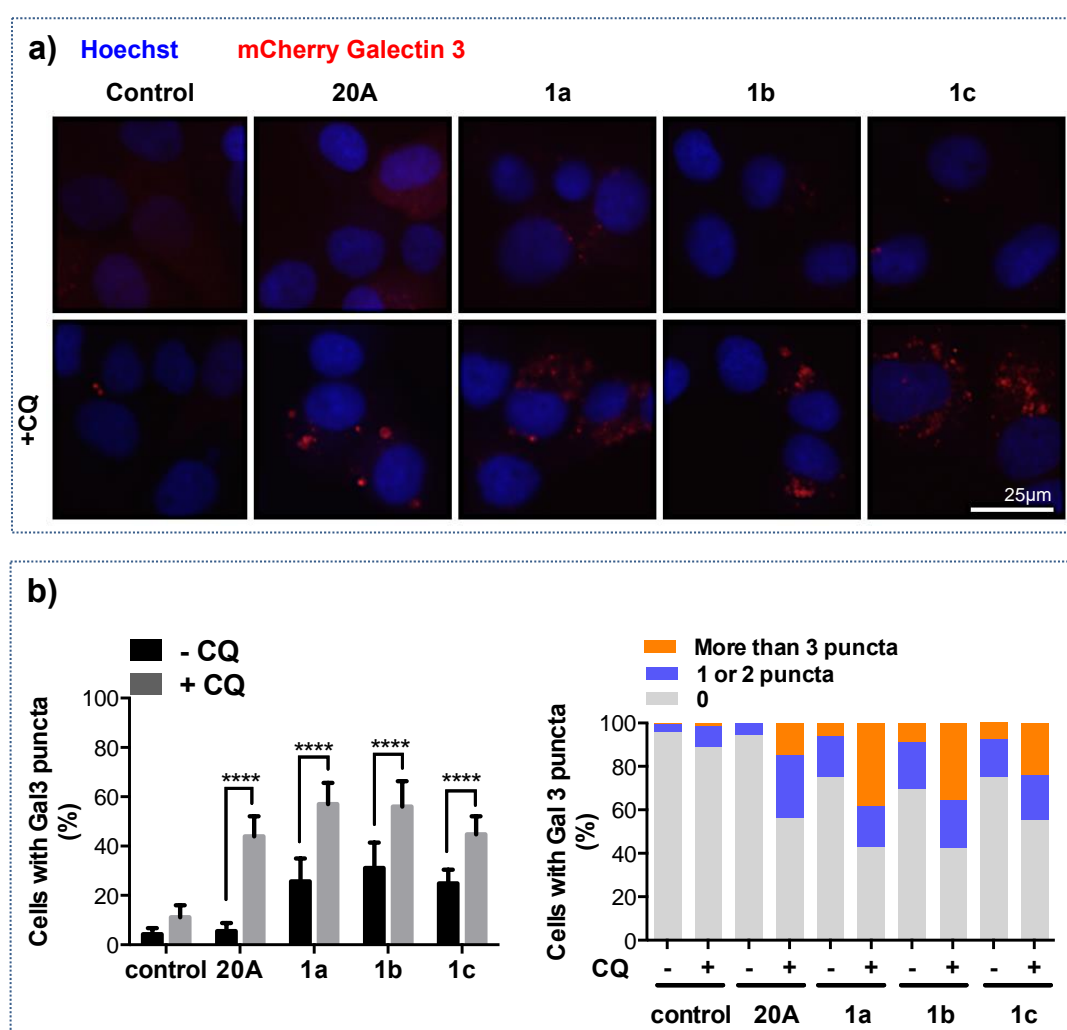 a) Hoechst mCherry Galectin 3
Control 20A 1a 1b 1c
+CQ
25µm
b)
- CQ
+ CQ
Cells with Gal3 puncta
(%)
100
80
60
40
20
0
**** **** **** ****
control 20A 1a 1b 1c
More than 3 puncta
1 or 2 puncta
0
Cells with Gal 3 puncta
(%)
100
80
60
40
20
0
CQ - + - + - + - + - +
control 20A 1a 1b 1c